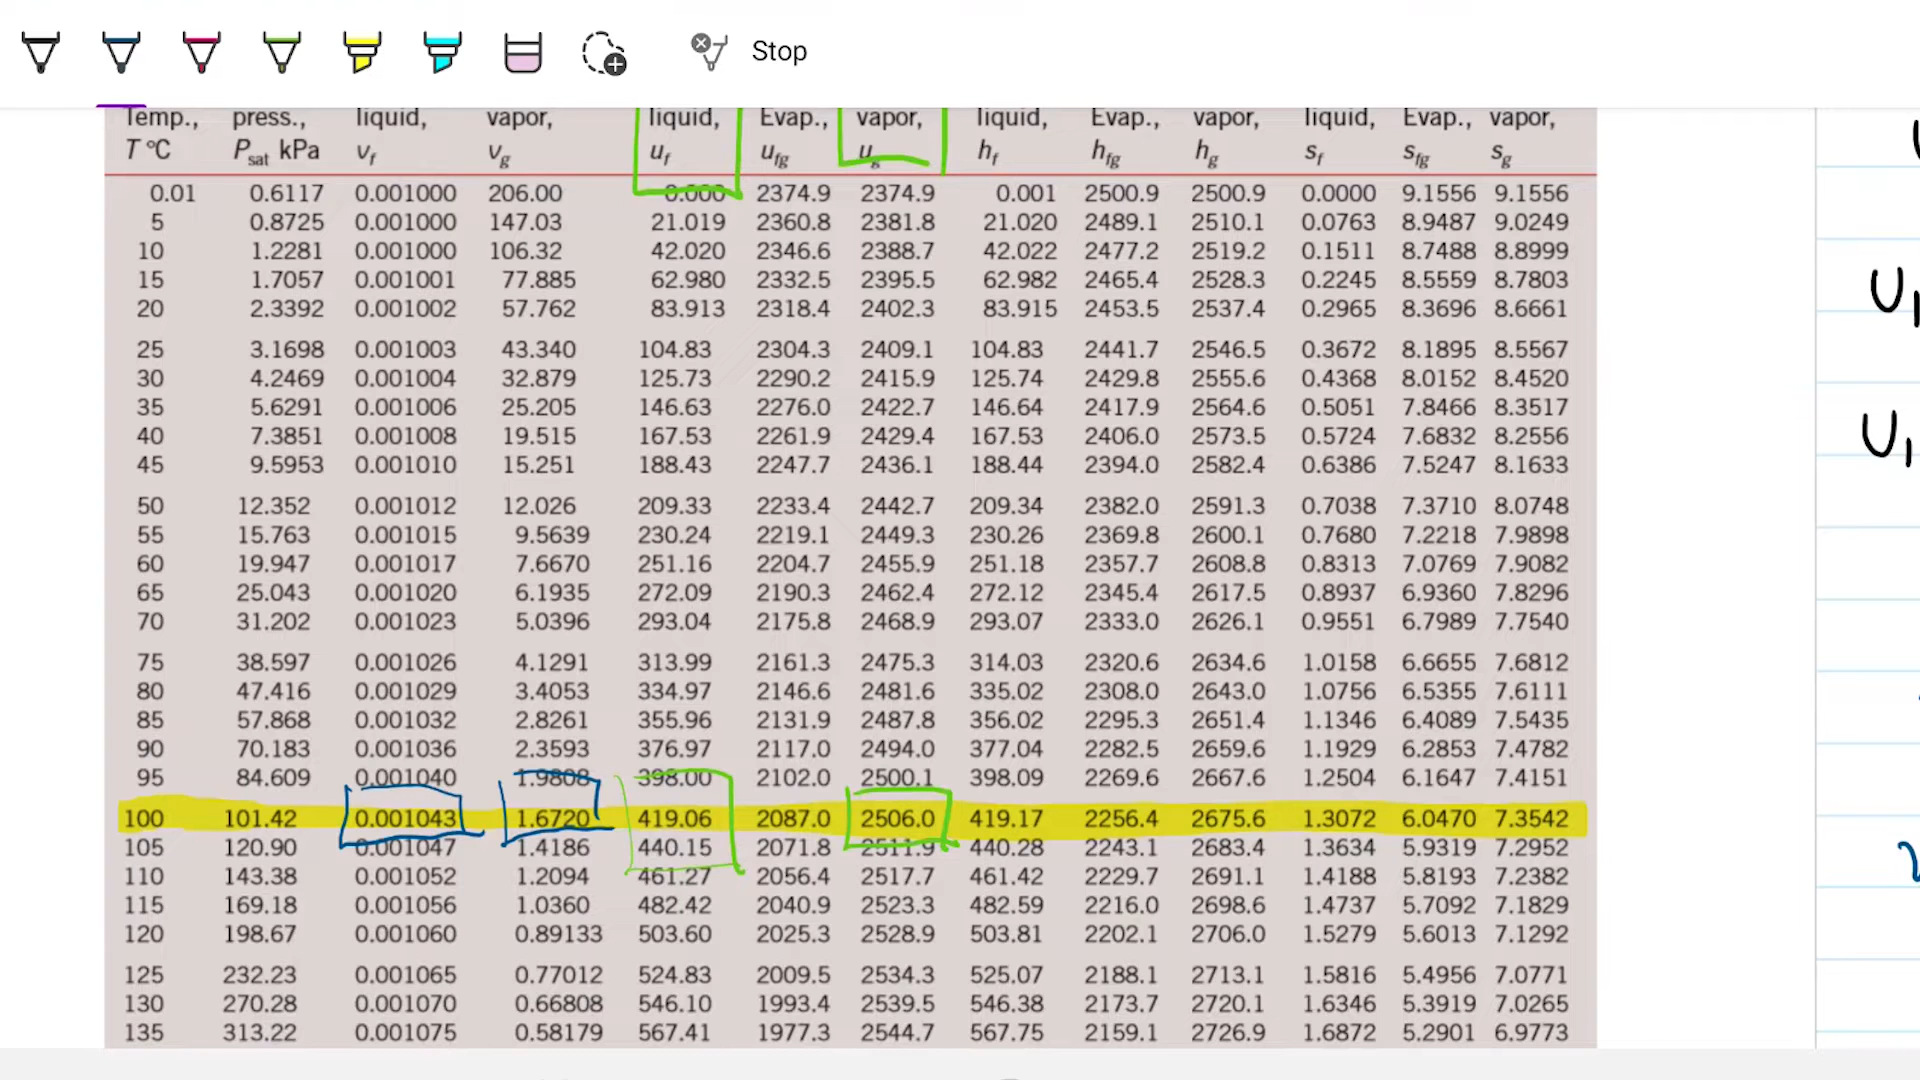 Stop
Temp., press., liquid, vapor, liquid, Evap., vapor, liquid, Evap., vapor, liquid, Evap., vapor,
T °C Psat kPa vf vg uf ufg ug hf hfg hg sf sfg sg
0.01 0.6117 0.001000 206.00 0.000 2374.9 2374.9 0.001 2500.9 2500.9 0.0000 9.1556 9.1556
5 0.8725 0.001000 147.03 21.019 2360.8 2381.8 21.020 2489.1 2510.1 0.0763 8.9487 9.0249
10 1.2281 0.001000 106.32 42.020 2346.6 2388.7 42.022 2477.2 2519.2 0.1511 8.7488 8.8999
15 1.7057 0.001001 77.885 62.980 2332.5 2395.5 62.982 2465.4 2528.3 0.2245 8.5559 8.7803
20 2.3392 0.001002 57.762 83.913 2318.4 2402.3 83.915 2453.5 2537.4 0.2965 8.3696 8.6661
25 3.1698 0.001003 43.340 104.83 2304.3 2409.1 104.83 2441.7 2546.5 0.3672 8.1895 8.5567
30 4.2469 0.001004 32.879 125.73 2290.2 2415.9 125.74 2429.8 2555.6 0.4368 8.0152 8.4520
35 5.6291 0.001006 25.205 146.63 2276.0 2422.7 146.64 2417.9 2564.6 0.5051 7.8466 8.3517
40 7.3851 0.001008 19.515 167.53 2261.9 2429.4 167.53 2406.0 2573.5 0.5724 7.6832 8.2556
45 9.5953 0.001010 15.251 188.43 2247.7 2436.1 188.44 2394.0 2582.4 0.6386 7.5247 8.1633
50 12.352 0.001012 12.026 209.33 2233.4 2442.7 209.34 2382.0 2591.3 0.7038 7.3710 8.0748
55 15.763 0.001015 9.5639 230.24 2219.1 2449.3 230.26 2369.8 2600.1 0.7680 7.2218 7.9898
60 19.947 0.001017 7.6670 251.16 2204.7 2455.9 251.18 2357.7 2608.8 0.8313 7.0769 7.9082
65 25.043 0.001020 6.1935 272.09 2190.3 2462.4 272.12 2345.4 2617.5 0.8937 6.9360 7.8296
70 31.202 0.001023 5.0396 293.04 2175.8 2468.9 293.07 2333.0 2626.1 0.9551 6.7989 7.7540
75 38.597 0.001026 4.1291 313.99 2161.3 2475.3 314.03 2320.6 2634.6 1.0158 6.6655 7.6812
80 47.416 0.001029 3.4053 334.97 2146.6 2481.6 335.02 2308.0 2643.0 1.0756 6.5355 7.6111
85 57.868 0.001032 2.8261 355.96 2131.9 2487.8 356.02 2295.3 2651.4 1.1346 6.4089 7.5435
90 70.183 0.001036 2.3593 376.97 2117.0 2494.0 377.04 2282.5 2659.6 1.1929 6.2853 7.4782
95 84.609 0.001040 1.9808 398.00 2102.0 2500.1 398.09 2269.6 2667.6 1.2504 6.1647 7.4151
100 101.42 0.001043 1.6720 419.06 2087.0 2506.0 419.17 2256.4 2675.6 1.3072 6.0470 7.3542
105 120.90 0.001047 1.4186 440.15 2071.8 2511.9 440.28 2243.1 2683.4 1.3634 5.9319 7.2952
110 143.38 0.001052 1.2094 461.27 2056.4 2517.7 461.42 2229.7 2691.1 1.4188 5.8193 7.2382
115 169.18 0.001056 1.0360 482.42 2040.9 2523.3 482.59 2216.0 2698.6 1.4737 5.7092 7.1829
120 198.67 0.001060 0.89133 503.60 2025.3 2528.9 503.81 2202.1 2706.0 1.5279 5.6013 7.1292
125 232.23 0.001065 0.77012 524.83 2009.5 2534.3 525.07 2188.1 2713.1 1.5816 5.4956 7.0771
130 270.28 0.001070 0.66808 546.10 1993.4 2539.5 546.38 2173.7 2720.1 1.6346 5.3919 7.0265
135 313.22 0.001075 0.58179 567.41 1977.3 2544.7 567.75 2159.1 2726.9 1.6872 5.2901 6.9773
U1
U1